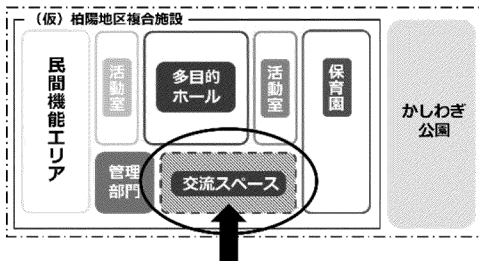 （仮）柏陽地区複合施設
民間機能エリア
活動室
多目的
ホール
活動室
保育園
かしわぎ
公園
管理
部門
交流スペース